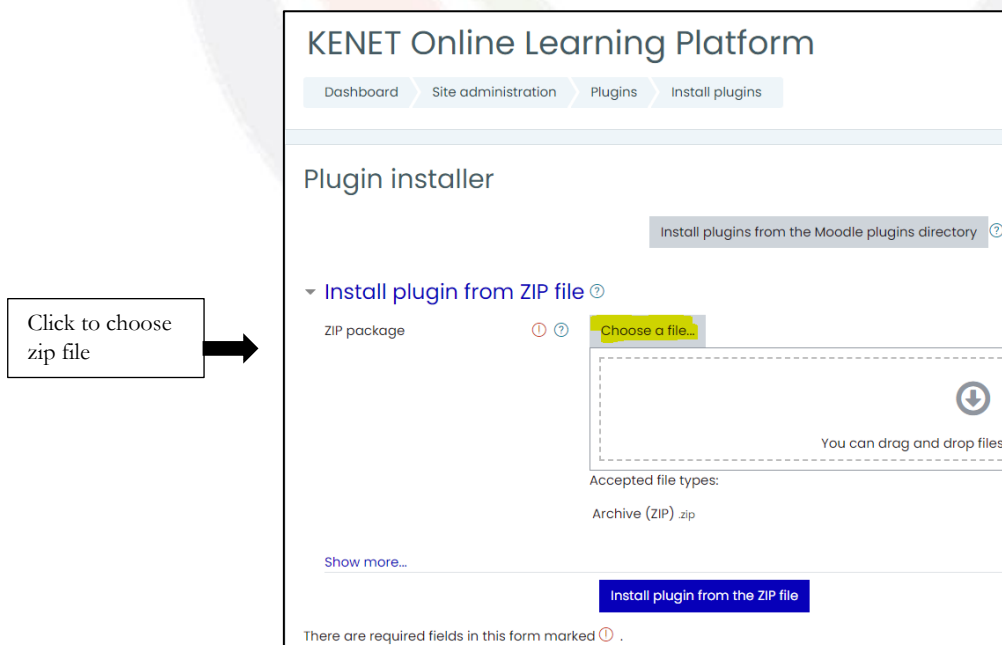 KENET Online Learning Platform
Dashboard Site administration Plugins Install plugins
Plugin installer
Install plugins from the Moodle plugins directory
Install plugin from ZIP file
Click to choose
zip file
ZIP package
Choose a file...
You can drag and drop files
Accepted file types:
Archive (ZIP) .zip
Show more...
Install plugin from the ZIP file
There are required fields in this form marked .